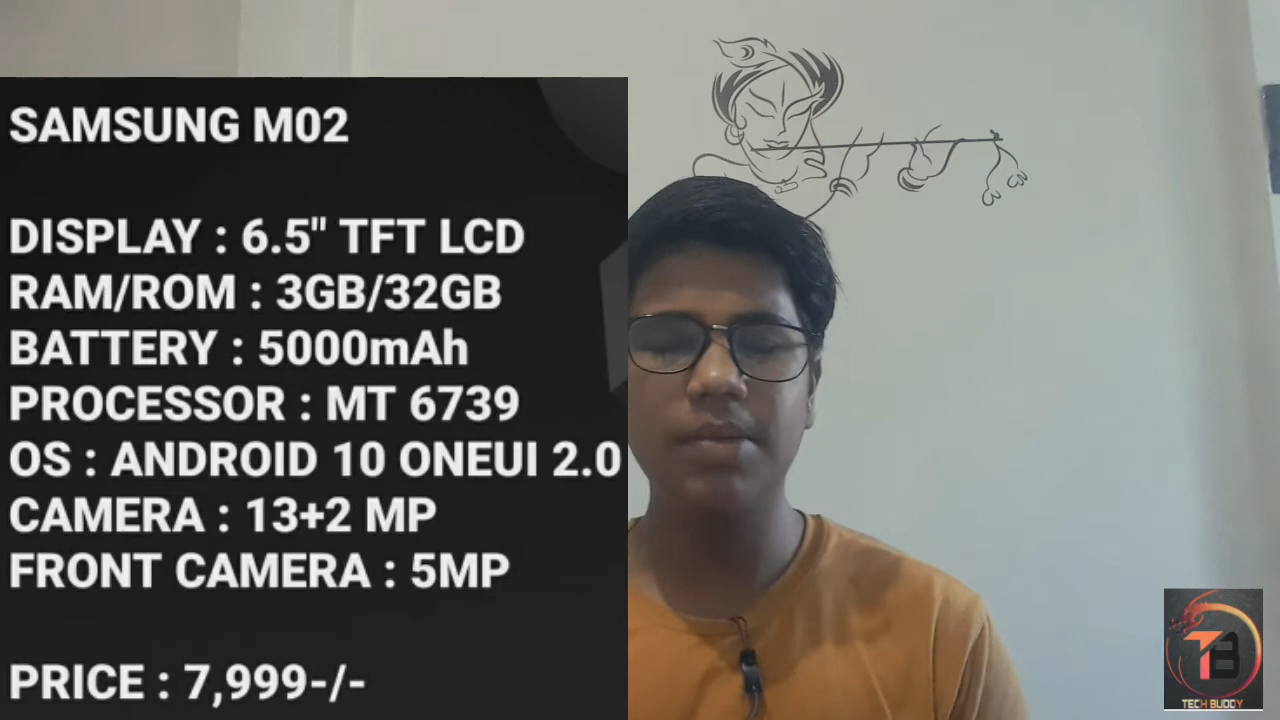 SAMSUNG M02
DISPLAY : 6.5" TFT LCD
RAM/ROM : 3GB/32GB
BATTERY : 5000mAh
PROCESSOR : MT 6739
OS : ANDROID 10 ONEUI 2.0
CAMERA : 13+2 MP
FRONT CAMERA : 5MP
PRICE : 7,999-/-
TB
TECH BUDDY